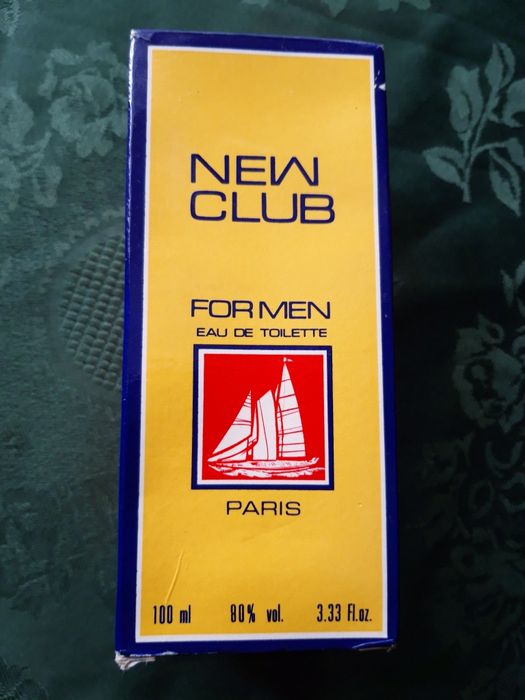 NEW
CLUB
FOR MEN
EAU DE TOILETTE
PARIS
100 ml 80% vol. 3.33 Fl.oz.